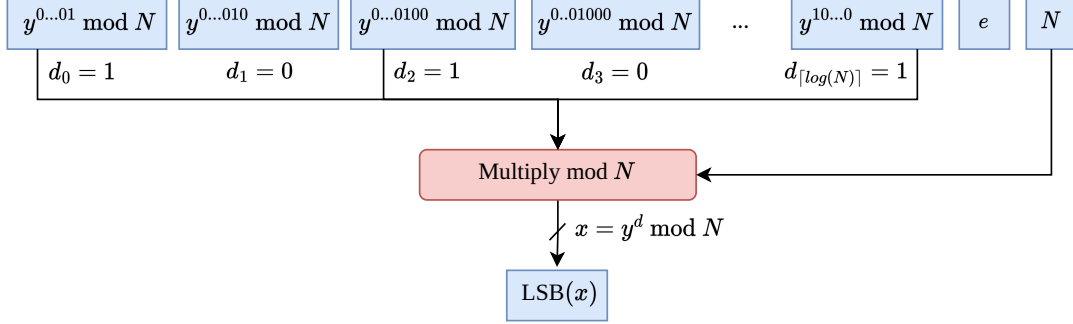 y^{0...01} mod N y^{0...010} mod N y^{0...0100} mod N y^{0..01000} mod N ... y^{10...0} mod N e N
d_0 = 1 d_1 = 0 d_2 = 1 d_3 = 0 d_{⌈log(N)⌉} = 1
Multiply mod N
x = y^d mod N
LSB(x)